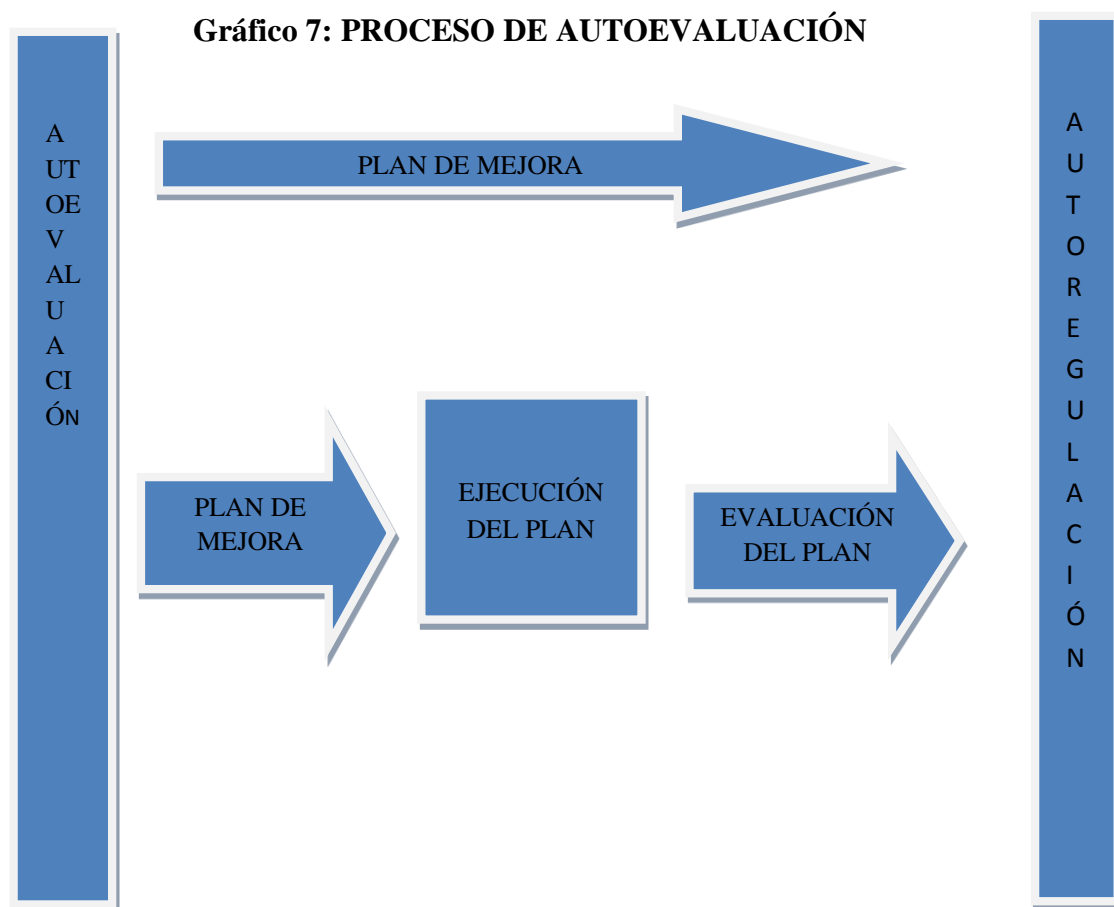 Gráfico 7: PROCESO DE AUTOEVALUACIÓN
A
UT
OE
V
AL
U
A
CI
ÓN
PLAN DE MEJORA
PLAN DE
MEJORA
EJECUCIÓN
DEL PLAN
EVALUACIÓN
DEL PLAN
A
U
T
O
R
E
G
U
L
A
C
I
Ó
N